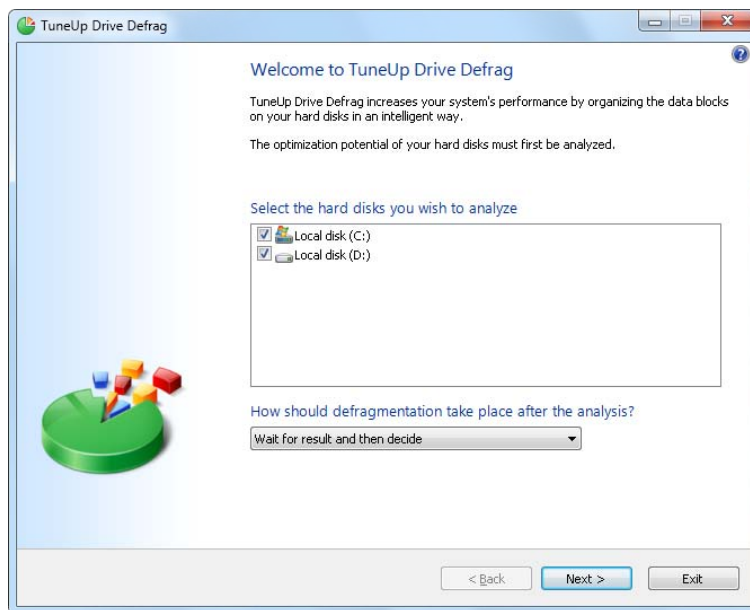 TuneUp Drive Defrag
Welcome to TuneUp Drive Defrag
TuneUp Drive Defrag increases your system's performance by organizing the data blocks
on your hard disks in an intelligent way.
The optimization potential of your hard disks must first be analyzed.
Select the hard disks you wish to analyze
Local disk (C:)
Local disk (D:)
How should defragmentation take place after the analysis?
Wait for result and then decide
< Back Next > Exit